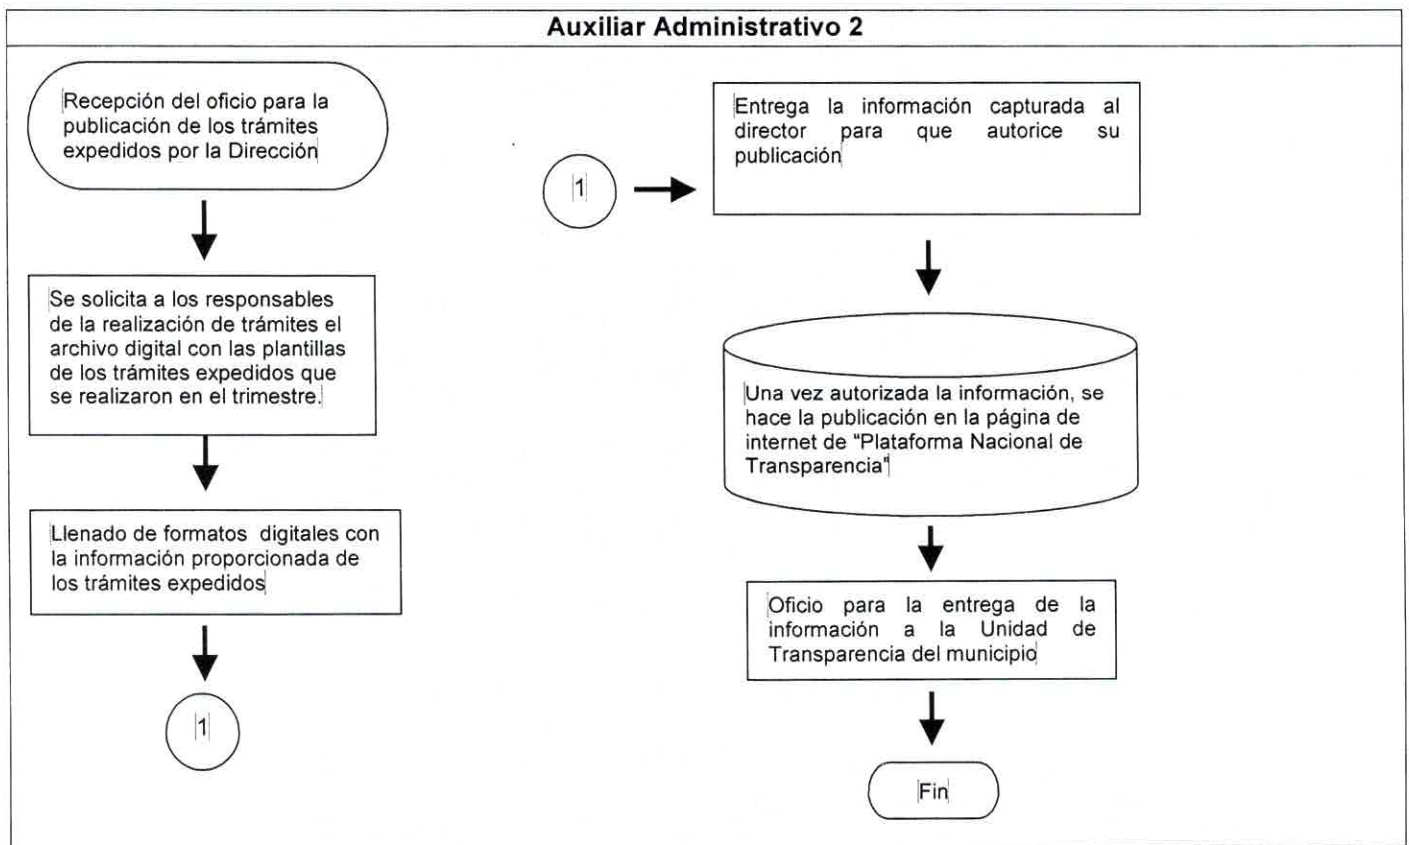 Auxiliar Administrativo 2
Recepción del oficio para la
publicación de los trámites
expedidos por la Dirección
Se solicita a los responsables
de la realización de trámites el
archivo digital con las plantillas
de los trámites expedidos que
se realizaron en el trimestre.
Llenado de formatos digitales con
la información proporcionada de
los trámites expedidos
1
1
Entrega la información capturada al
director para que autorice su
publicación
Una vez autorizada la información, se
hace la publicación en la página de
internet de "Plataforma Nacional de
Transparencia"
Oficio para la entrega de la
información a la Unidad de
Transparencia del municipio
Fin